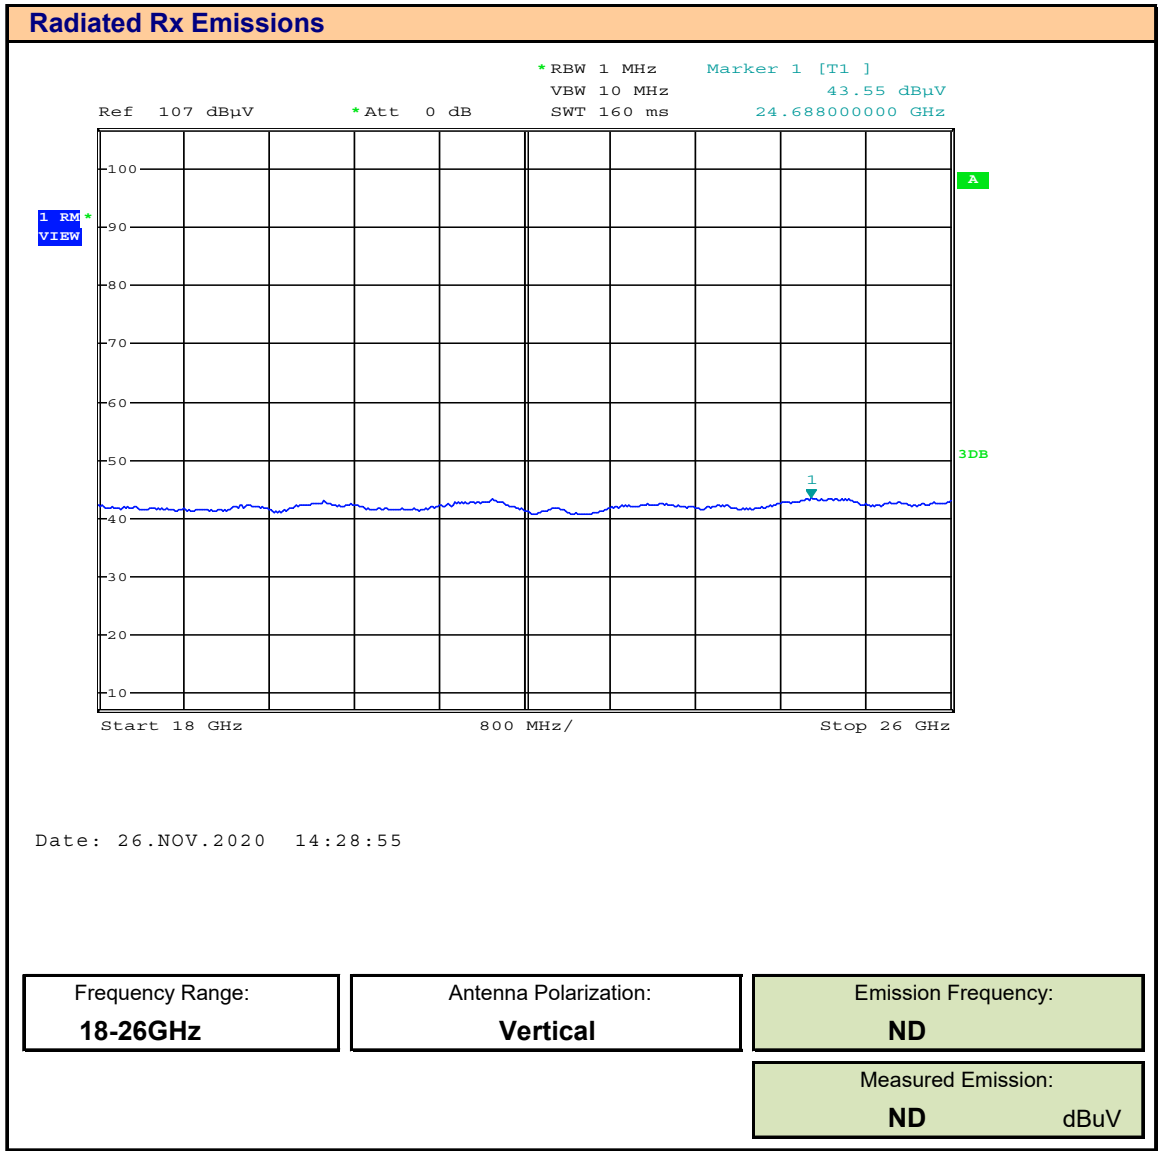 Radiated Rx Emissions
*RBW 1 MHz Marker 1 [T1 ]
VBW 10 MHz 43.55 dBµV
Ref 107 dBµV *Att 0 dB SWT 160 ms 24.688000000 GHz
100
A
1 RM *
VIEW
90
80
70
60
50
3DB
1
40
30
20
10
Start 18 GHz 800 MHz/ Stop 26 GHz
Date: 26.NOV.2020 14:28:55
Frequency Range: Antenna Polarization: Emission Frequency:
18-26GHz Vertical ND
Measured Emission:
ND dBuV